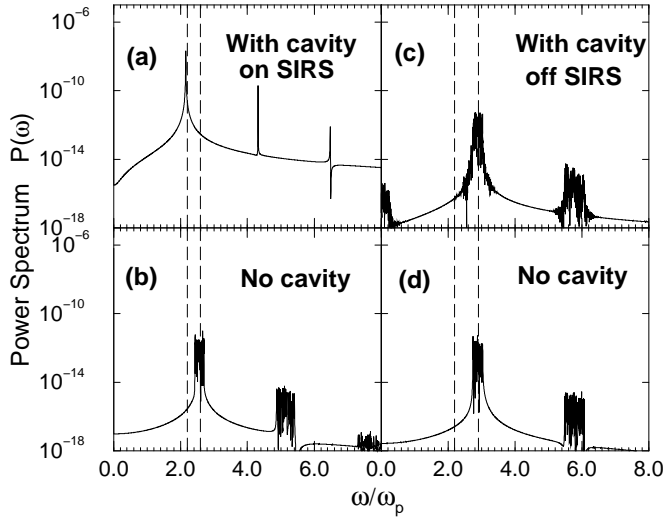 10^-6
(a)
With cavity
on SIRS
(c)
With cavity
off SIRS
10^-10
10^-14
10^-18
Power Spectrum P(ω)
10^-6
(b)
No cavity
(d)
No cavity
10^-10
10^-14
10^-18
0.0 2.0 4.0 6.0 0.0 2.0 4.0 6.0 8.0
ω/ω_p